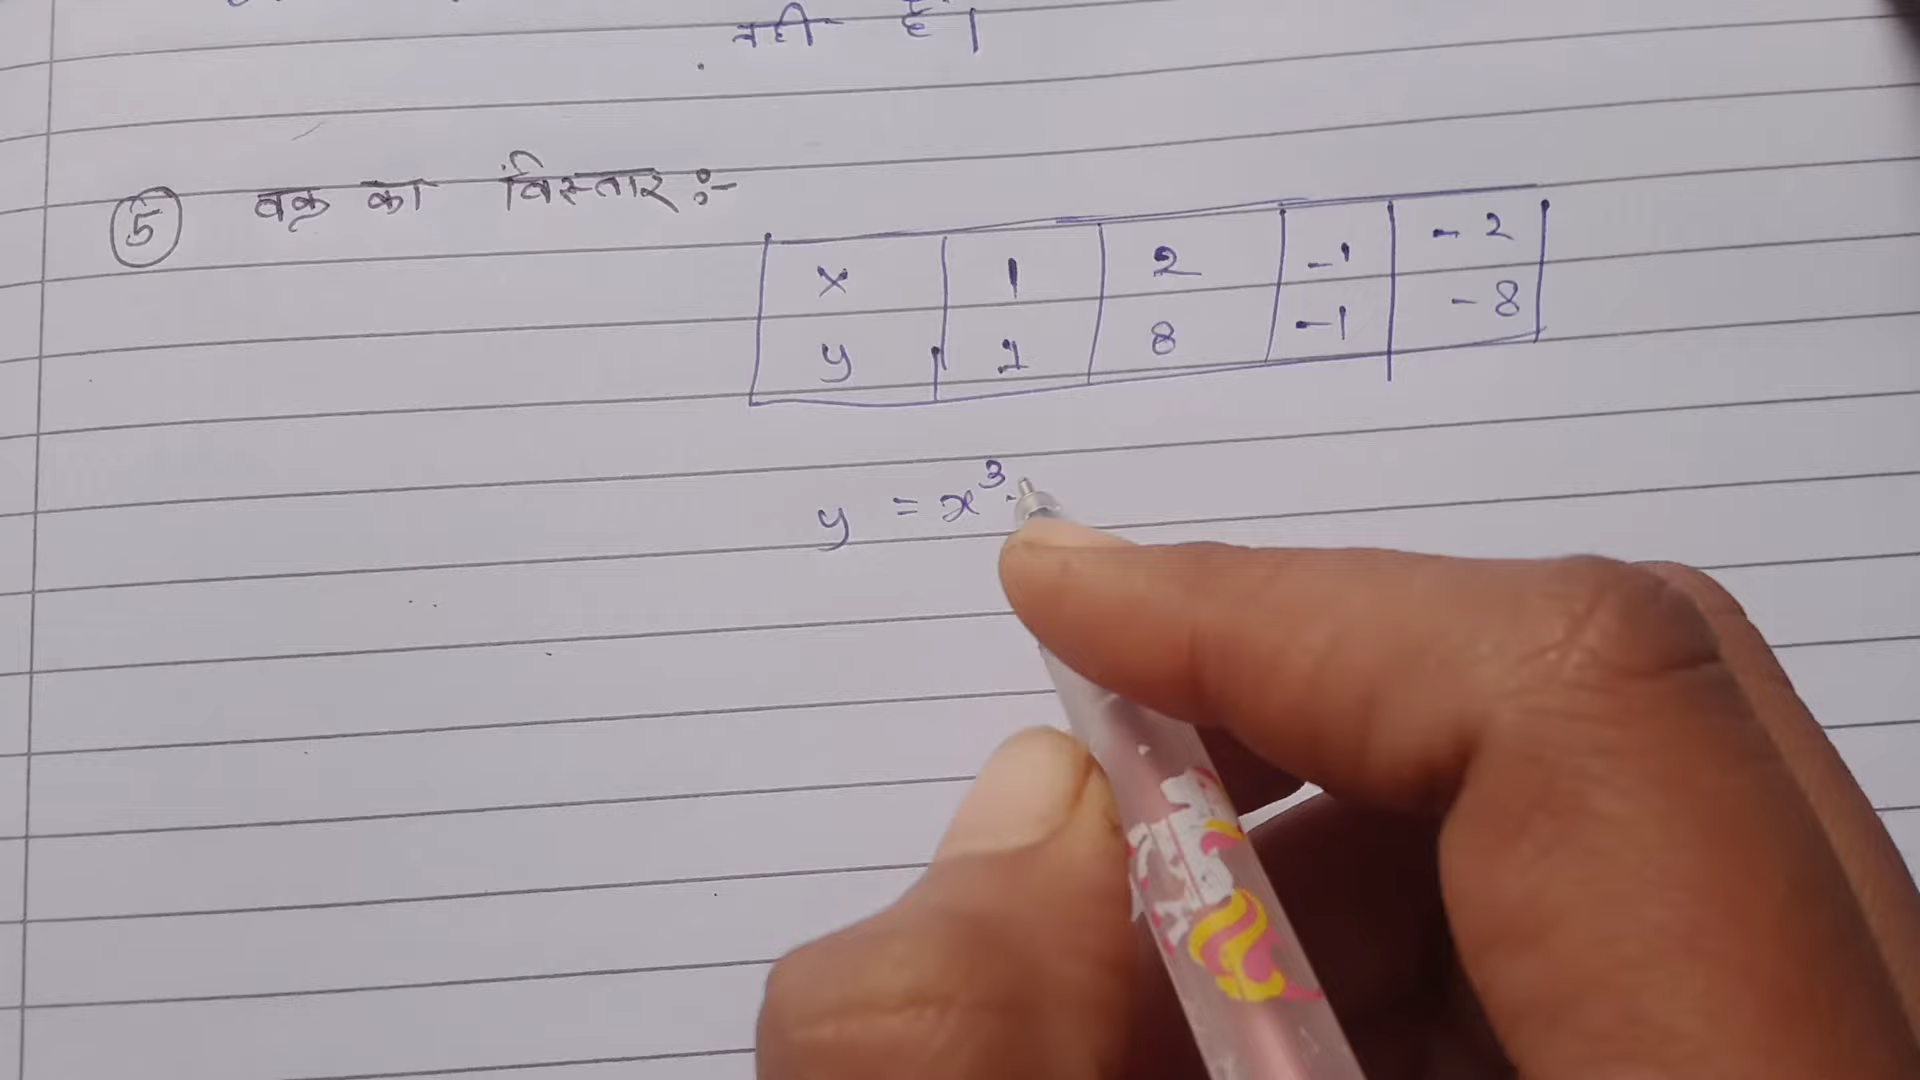 नही है।
⑤ वक्र का विस्तार :-
x 1 2 -1 -2
y 1 8 -1 -8
y = x³